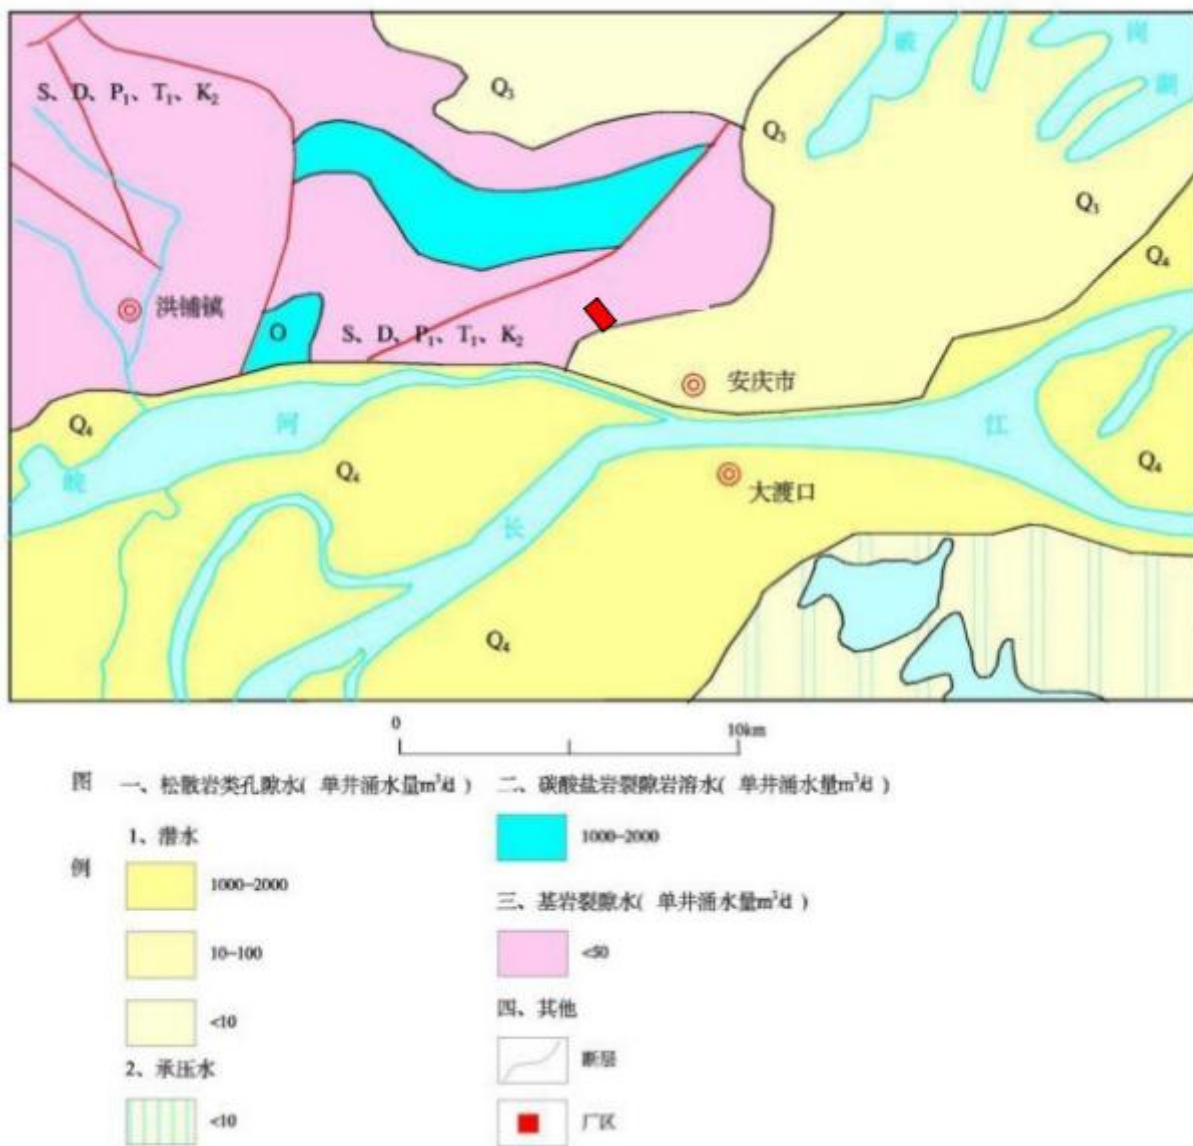 破
岗
湖
Q₃
S、D、P₁、T₁、K₂
Q₃
Q₃
Q₄
洪铺镇
O
S、D、P₁、T₁、K₂
安庆市
Q₄
河
江
皖
Q₄
Q₄
大渡口
长
Q₄
0
10km
图
例
一、松散岩类孔隙水( 单井涌水量m³/d )
1、潜水
1000-2000
10-100
<10
2、承压水
<10
二、碳酸盐岩裂隙岩溶水( 单井涌水量m³/d )
1000-2000
三、基岩裂隙水( 单井涌水量m³/d )
<50
四、其他
断层
厂区